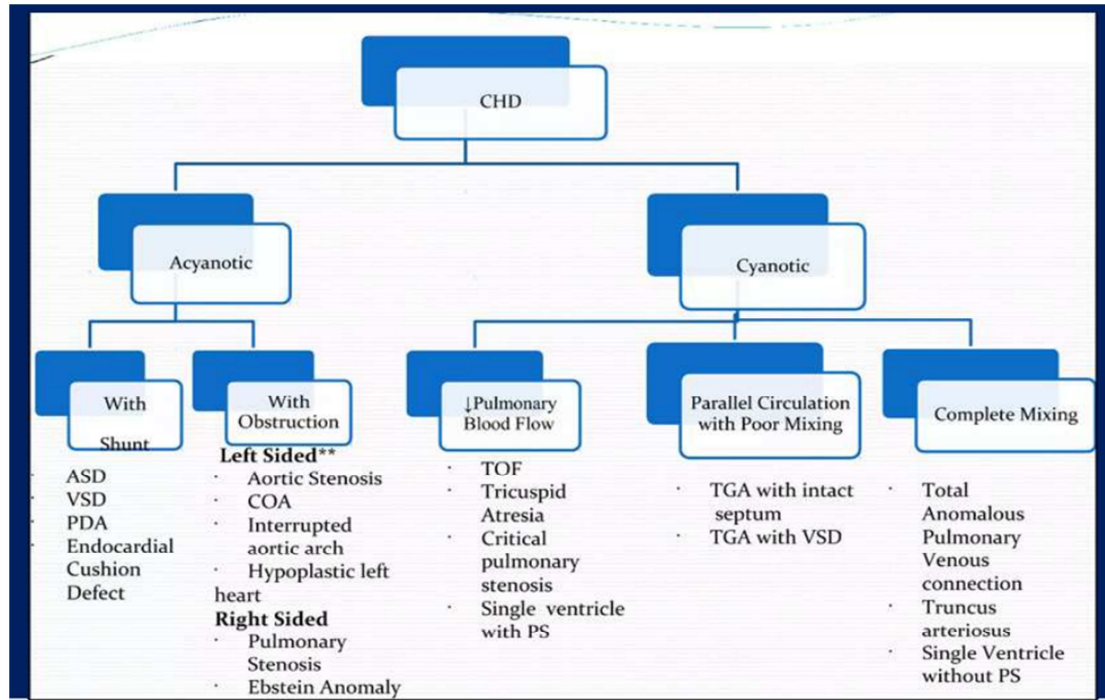 CHD
Acyanotic
Cyanotic
With
Shunt
· ASD
· VSD
· PDA
· Endocardial
Cushion
Defect
With
Obstruction
Left Sided**
· Aortic Stenosis
· COA
· Interrupted
aortic arch
· Hypoplastic left
heart
Right Sided
· Pulmonary
Stenosis
· Ebstein Anomaly
↓Pulmonary
Blood Flow
· TOF
· Tricuspid
Atresia
· Critical
pulmonary
stenosis
· Single ventricle
with PS
Parallel Circulation
with Poor Mixing
· TGA with intact
septum
· TGA with VSD
Complete Mixing
· Total
Anomalous
Pulmonary
Venous
connection
· Truncus
arteriosus
· Single Ventricle
without PS